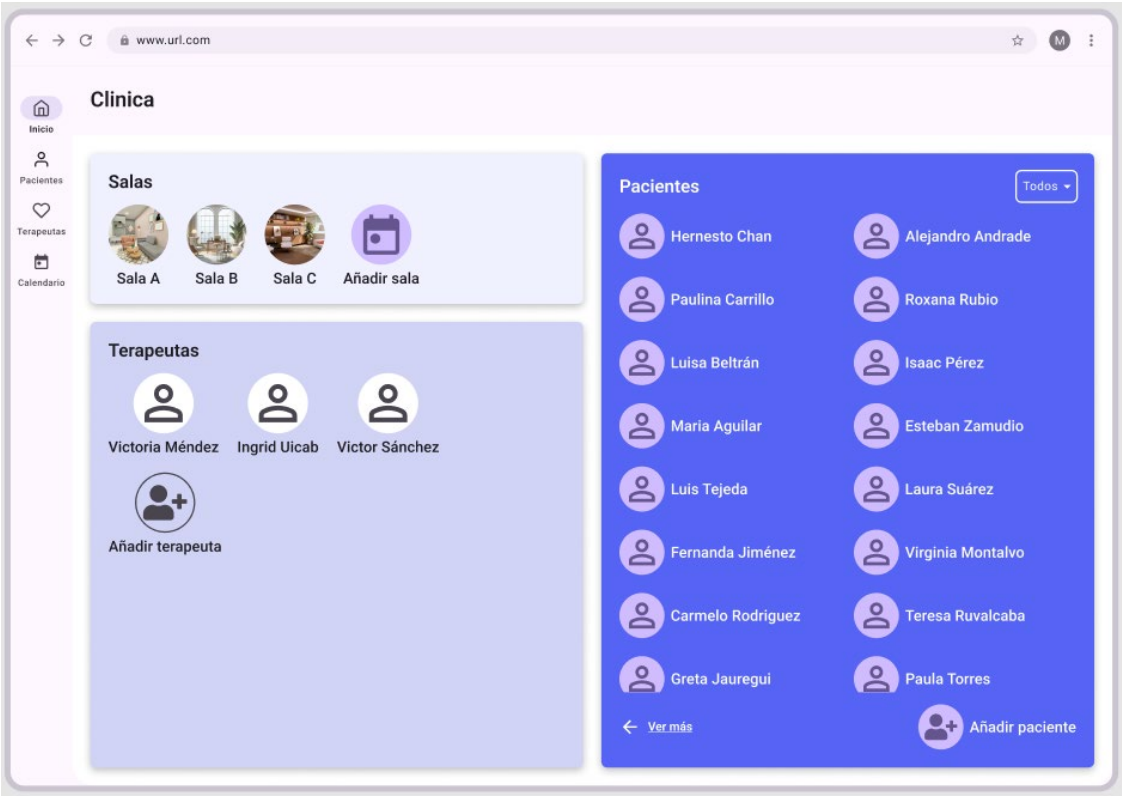 www.url.com
M
Clinica
Inicio
Pacientes
Terapeutas
Calendario
Salas
Sala A
Sala B
Sala C
Añadir sala
Terapeutas
Victoria Méndez
Ingrid Uicab
Victor Sánchez
Añadir terapeuta
Pacientes
Todos
Hernesto Chan
Alejandro Andrade
Paulina Carrillo
Roxana Rubio
Luisa Beltrán
Isaac Pérez
Maria Aguilar
Esteban Zamudio
Luis Tejeda
Laura Suárez
Fernanda Jiménez
Virginia Montalvo
Carmelo Rodriguez
Teresa Ruvalcaba
Greta Jauregui
Paula Torres
Ver más
Añadir paciente